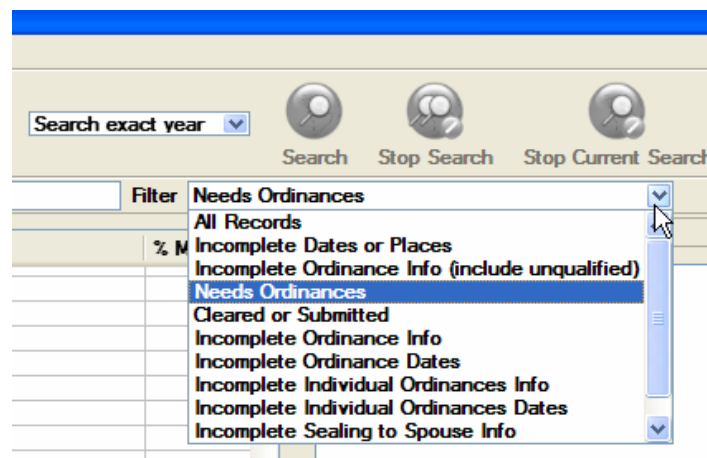 Search exact year
Search Stop Search Stop Current Search
Filter Needs Ordinances
All Records
% M
Incomplete Dates or Places
Incomplete Ordinance Info (include unqualified)
Needs Ordinances
Cleared or Submitted
Incomplete Ordinance Info
Incomplete Ordinance Dates
Incomplete Individual Ordinances Info
Incomplete Individual Ordinances Dates
Incomplete Sealing to Spouse Info